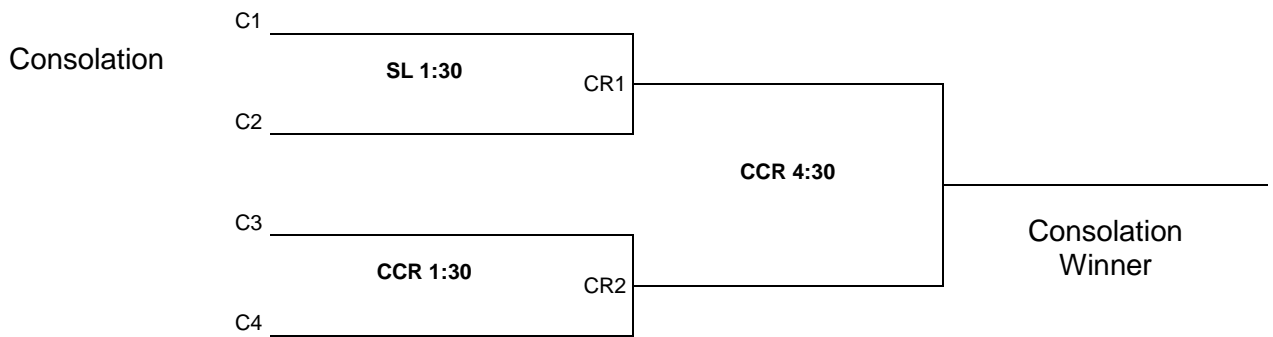 C1
Consolation
SL 1:30
CR1
C2
CCR 4:30
C3
Consolation
Winner
CCR 1:30
CR2
C4